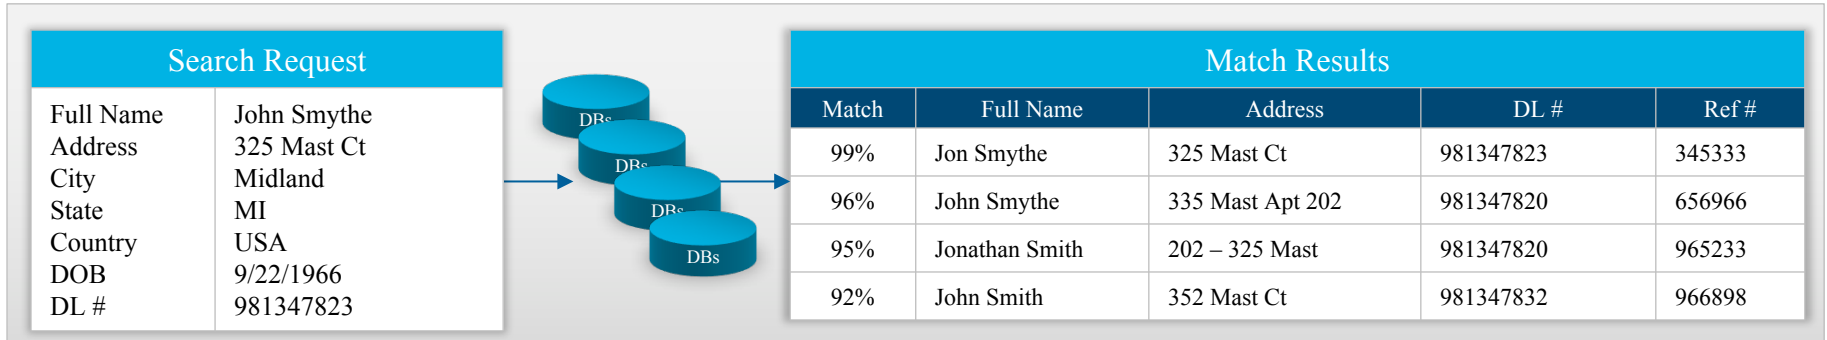 Search Request
Full Name John Smythe
Address 325 Mast Ct
City Midland
State MI
Country USA
DOB 9/22/1966
DL # 981347823
DBs
DBs
DBs
DBs
Match Results
Match Full Name Address DL # Ref #
99% Jon Smythe 325 Mast Ct 981347823 345333
96% John Smythe 335 Mast Apt 202 981347820 656966
95% Jonathan Smith 202 – 325 Mast 981347820 965233
92% John Smith 352 Mast Ct 981347832 966898